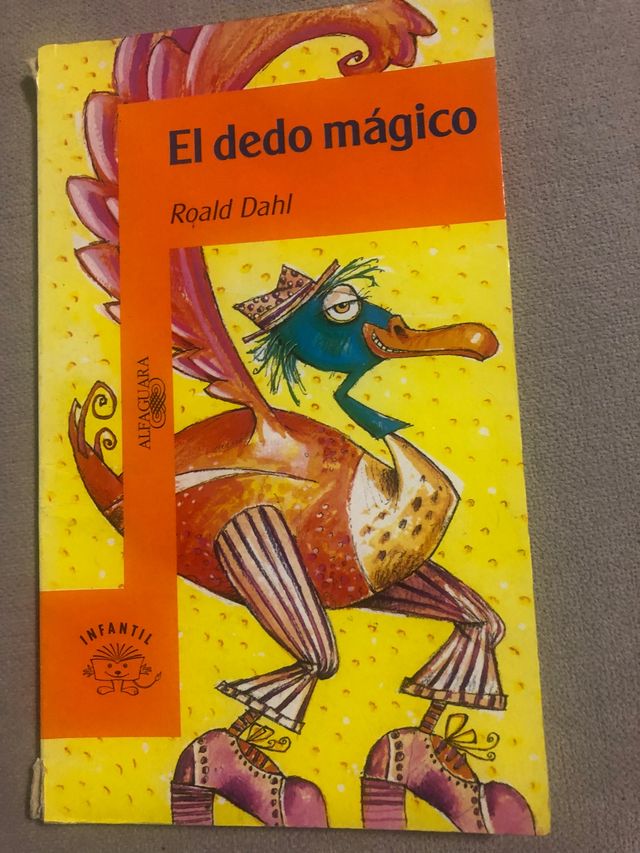 El dedo mágico
Roald Dahl
ALFAGUARA
INFANTIL